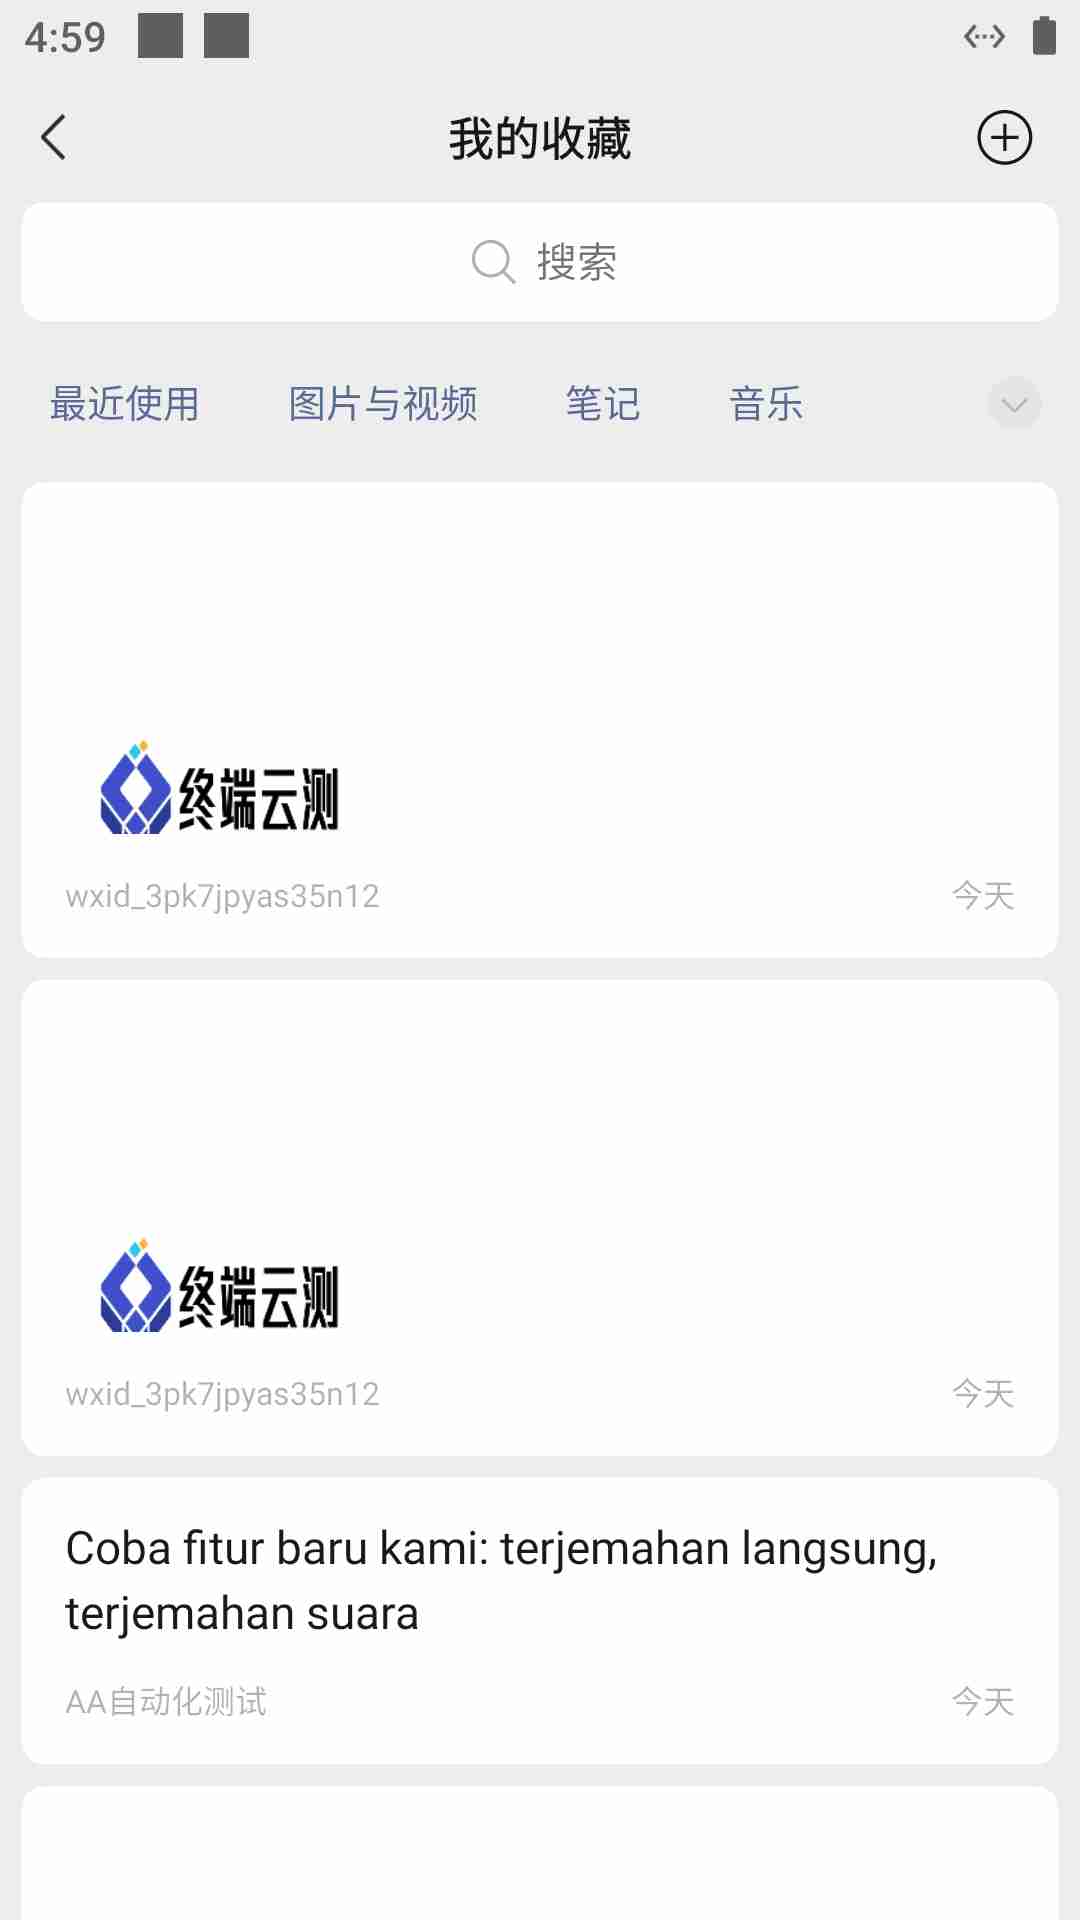 4:59
我的收藏
搜索
最近使用 图片与视频 笔记 音乐
终端云测
wxid_3pk7jpyas35n12 今天
终端云测
wxid_3pk7jpyas35n12 今天
Coba fitur baru kami: terjemahan langsung,
terjemahan suara
AA自动化测试 今天